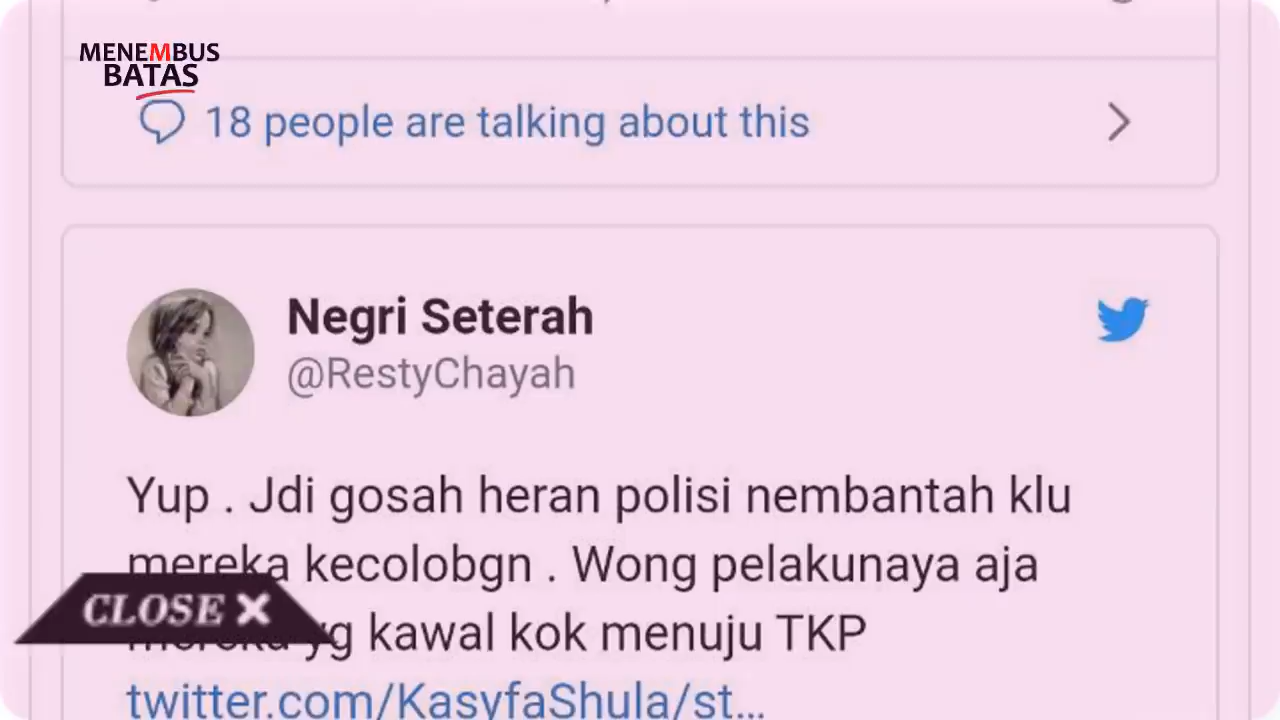 MENEMBUS
BATAS
18 people are talking about this
Negri Seterah
@RestyChayah
Yup . Jdi gosah heran polisi nembantah klu
mereka kecolobgn . Wong pelakunaya aja
CLOSE X
yg kawal kok menuju TKP
twitter.com/KasyfaShula/st...